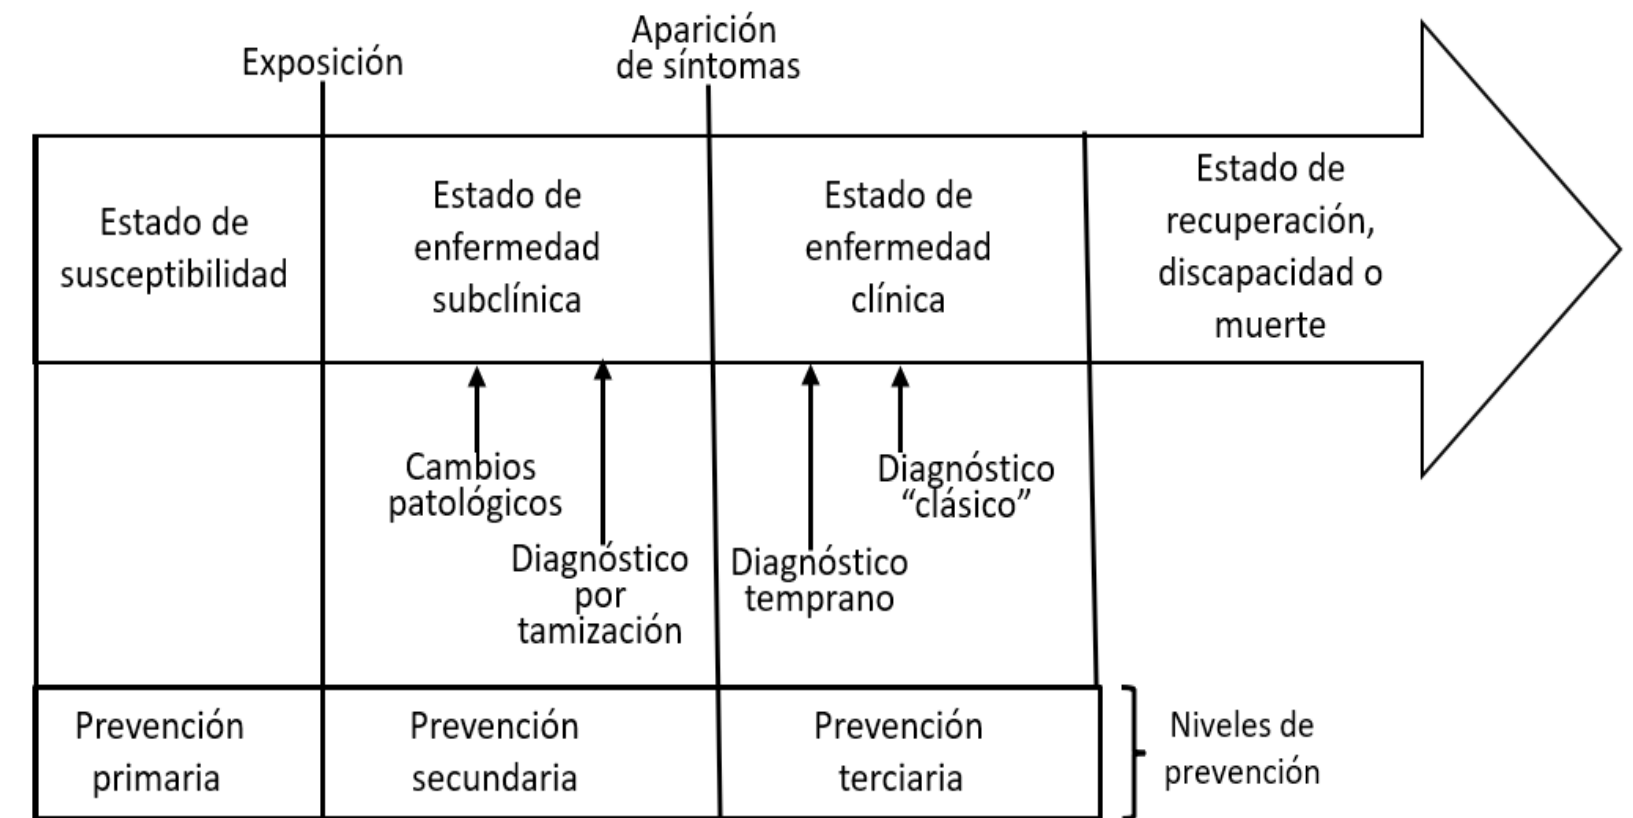 Exposición
Aparición
de síntomas
Estado de
susceptibilidad
Estado de
enfermedad
subclínica
Estado de
enfermedad
clínica
Estado de
recuperación,
discapacidad o
muerte
Cambios
patológicos
Diagnóstico
por
tamización
Diagnóstico
temprano
Diagnóstico
“clásico”
Prevención
primaria
Prevención
secundaria
Prevención
terciaria
Niveles de
prevención